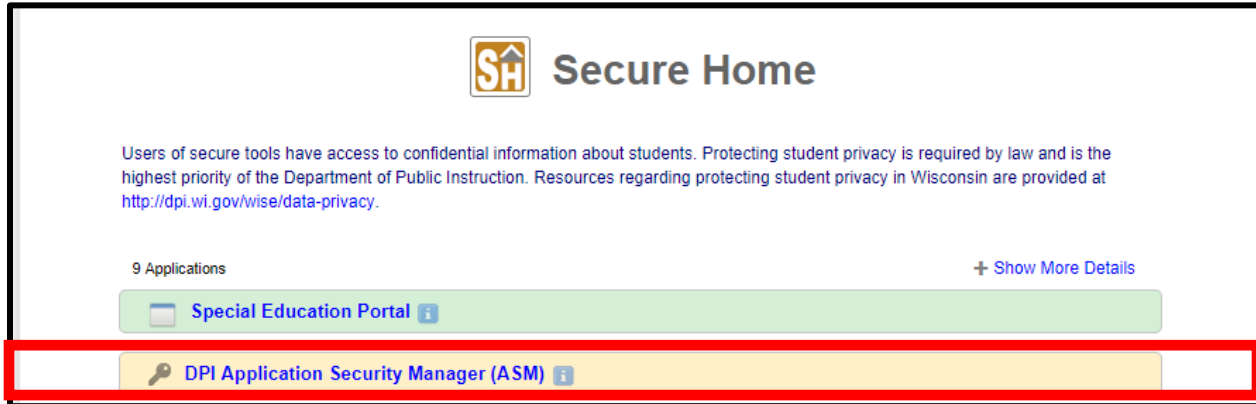 SH Secure Home
Users of secure tools have access to confidential information about students. Protecting student privacy is required by law and is the
highest priority of the Department of Public Instruction. Resources regarding protecting student privacy in Wisconsin are provided at
http://dpi.wi.gov/wise/data-privacy.
9 Applications + Show More Details
Special Education Portal i
DPI Application Security Manager (ASM) i